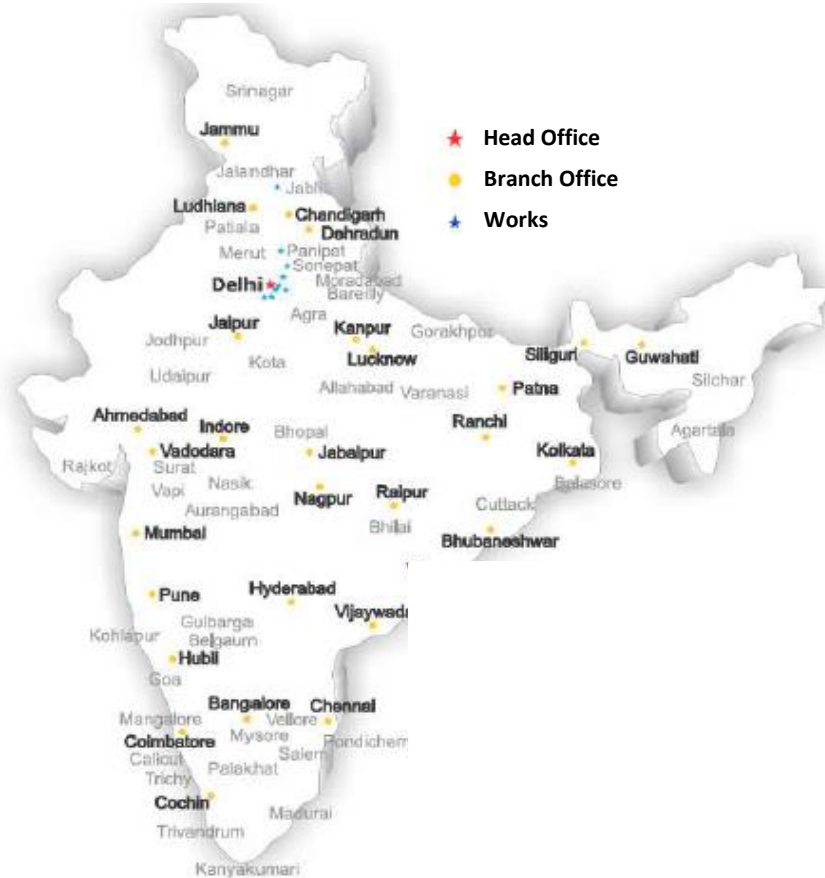 Srinagar
Jammu
Head Office
Jalandhar
Branch Office
Ludhiana
Chandigarh
Works
Patiala
Dehradun
Merut
Panipat
Sonepat
Delhi
Moradabad
Bareilly
Agra
Jaipur
Kanpur
Gorakhpor
Jodhpur
Lucknow
Siliguri
Guwahati
Kota
Udaipur
Allahabad
Varanasi
Patna
Silchar
Ahmedabad
Indore
Bhopal
Ranchi
Agartala
Vadodara
Jabalpur
Kolkata
Rajkot
Surat
Vapi
Nasik
Nagpur
Raipur
Balasore
Aurangabad
Bhilai
Cuttack
Mumbai
Bhubaneshwar
Pune
Hyderabad
Gulbarga
Kohlapur
Belgaum
Hubli
Goa
Bangalore
Chennai
Mangalore
Vellore
Coimbatore
Mysore
Calicut
Salem
Palakhat
Trichy
Cochin
Madurai
Trivandrum
Kanyakumari